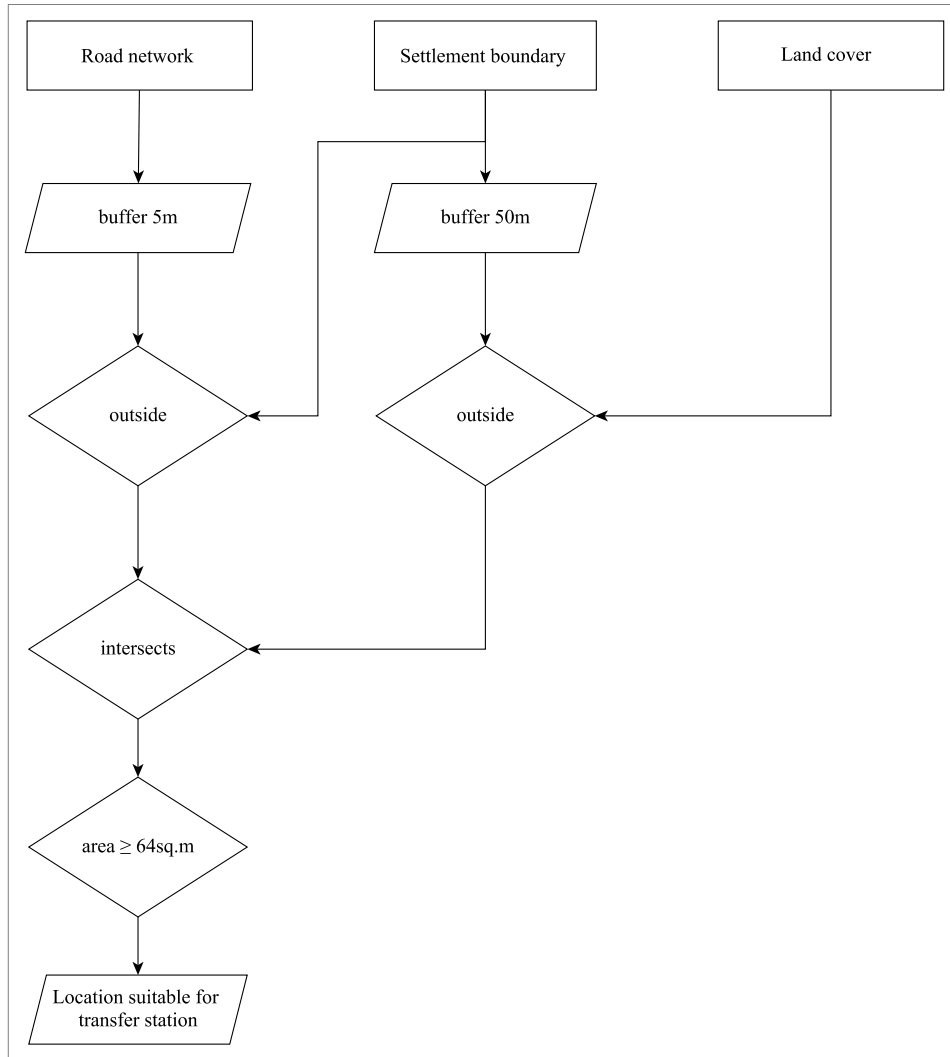 Road network
Settlement boundary
Land cover
buffer 5m
buffer 50m
outside
outside
intersects
area ≥ 64sq.m
Location suitable for
transfer station